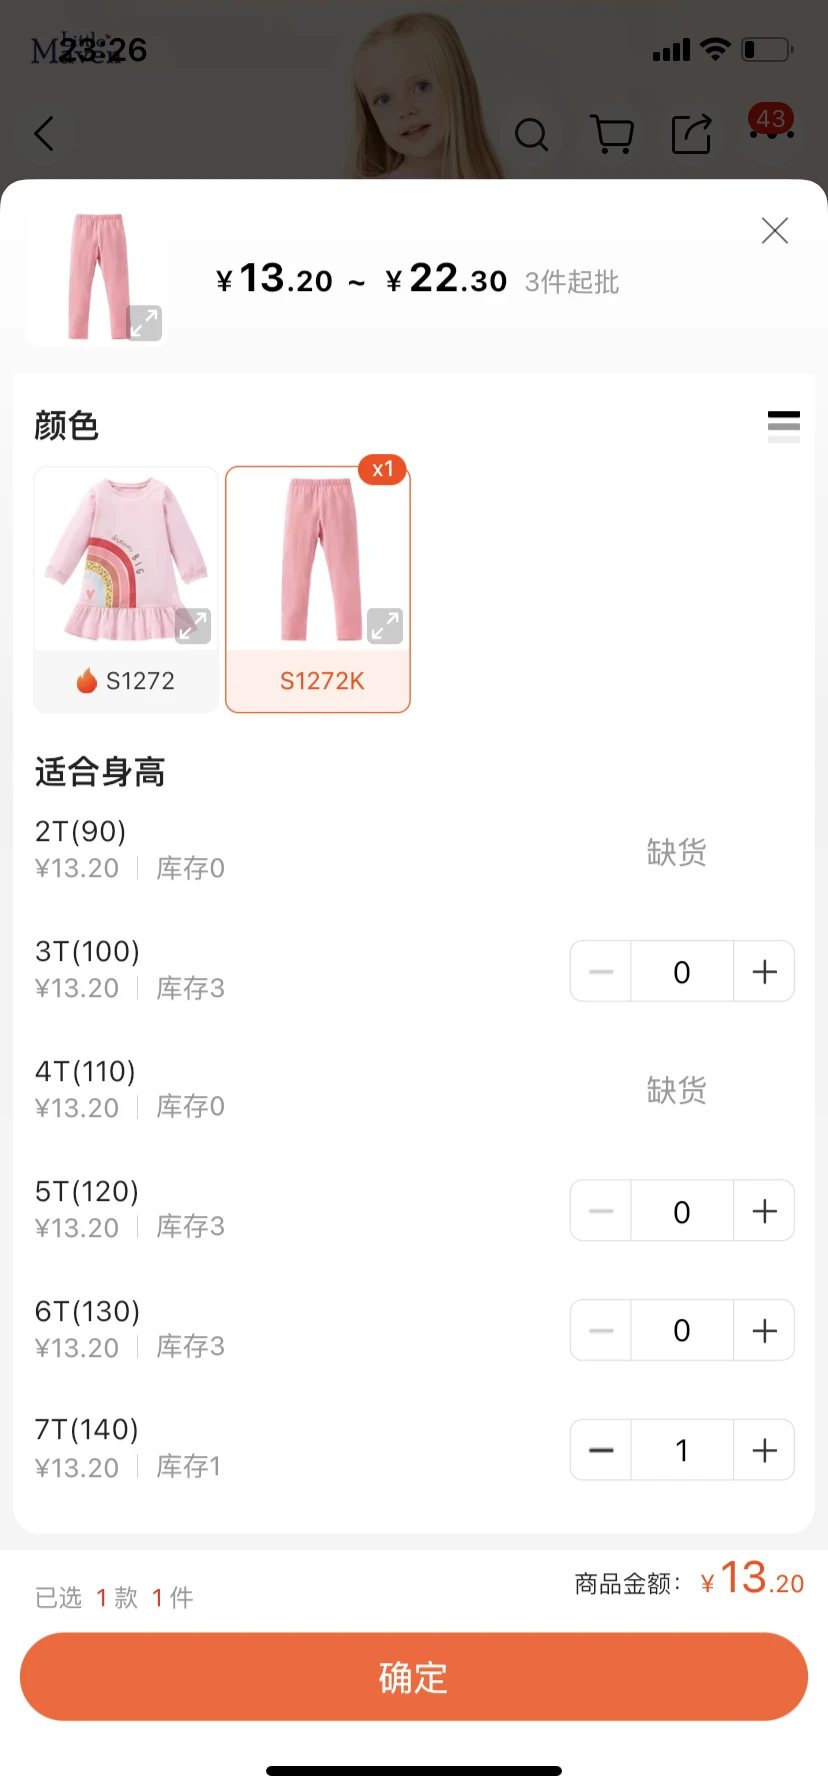 Little
Maven
23:26
43
¥13.20 ~ ¥22.30 3件起批
颜色
x1
dream
BIG
S1272
S1272K
适合身高
2T(90)
¥13.20 库存0
缺货
3T(100)
¥13.20 库存3
0
4T(110)
¥13.20 库存0
缺货
5T(120)
¥13.20 库存3
0
6T(130)
¥13.20 库存3
0
7T(140)
¥13.20 库存1
1
已选 1 款 1 件
商品金额: ¥13.20
确定